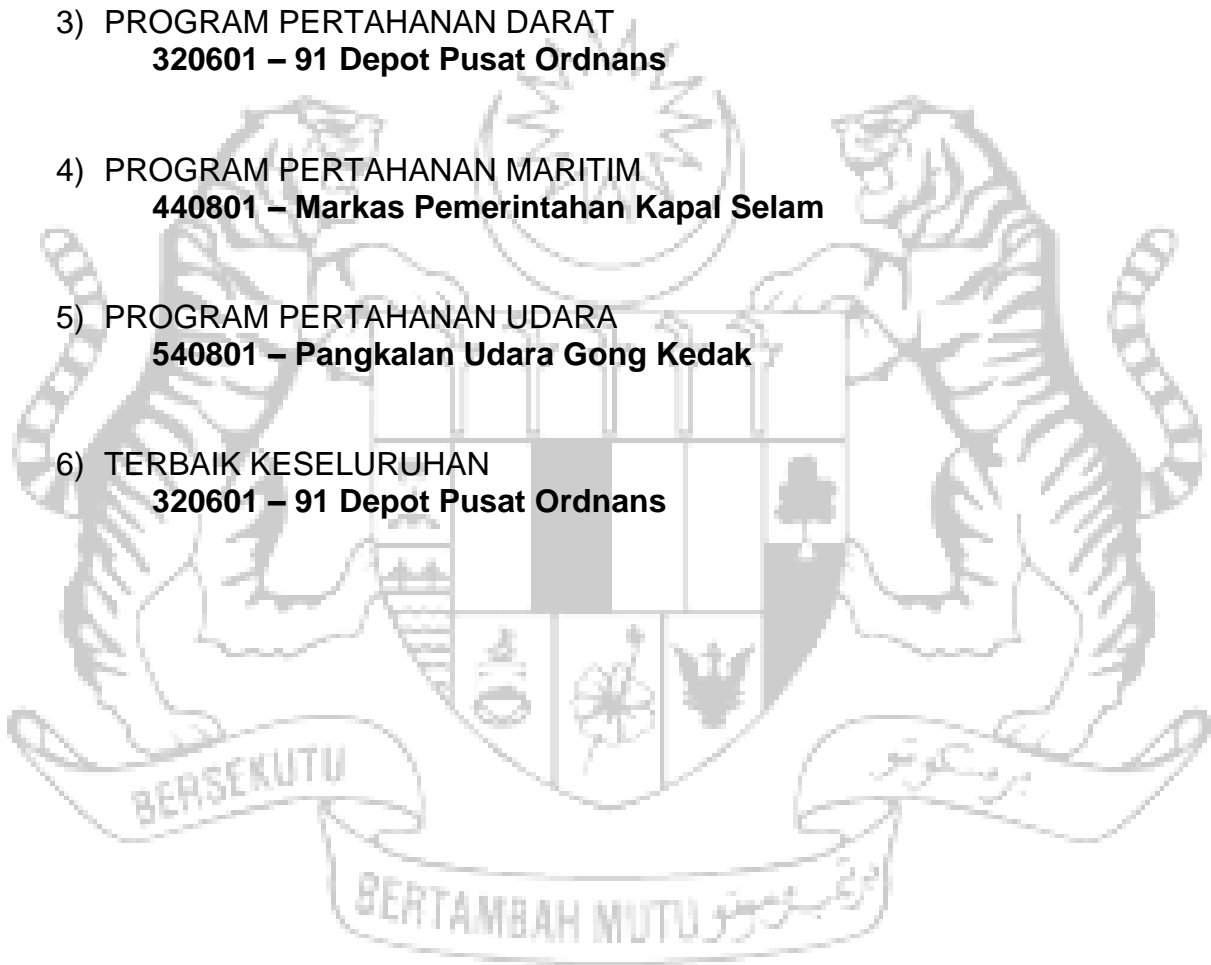 3) PROGRAM PERTAHANAN DARAT
320601 – 91 Depot Pusat Ordnans
4) PROGRAM PERTAHANAN MARITIM
440801 – Markas Pemerintahan Kapal Selam
5) PROGRAM PERTAHANAN UDARA
540801 – Pangkalan Udara Gong Kedak
6) TERBAIK KESELURUHAN
320601 – 91 Depot Pusat Ordnans
BERSEKUTU
BERTAMBAH MUTU